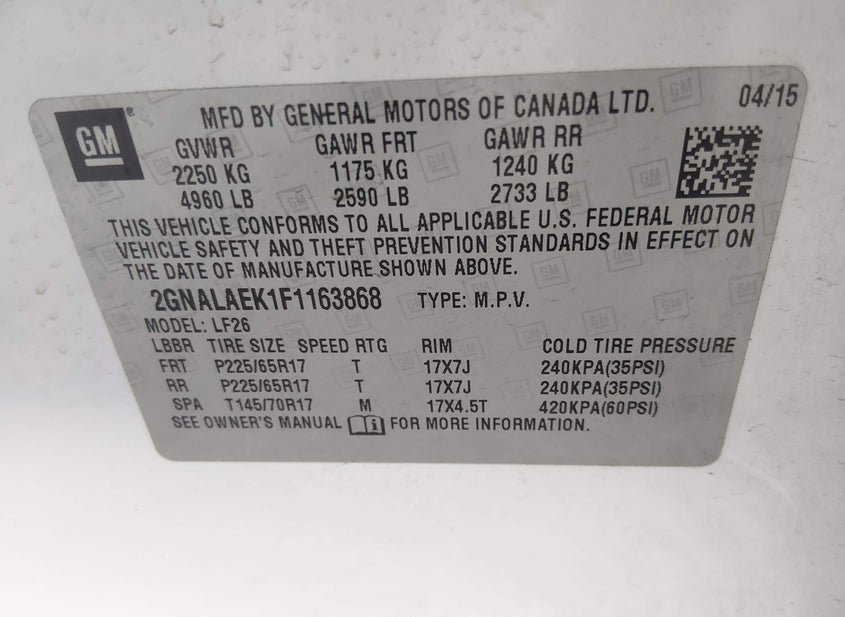 GM
MFD BY GENERAL MOTORS OF CANADA LTD. 04/15
GVWR GAWR FRT GAWR RR
2250 KG 1175 KG 1240 KG
4960 LB 2590 LB 2733 LB
THIS VEHICLE CONFORMS TO ALL APPLICABLE U.S. FEDERAL MOTOR
VEHICLE SAFETY AND THEFT PREVENTION STANDARDS IN EFFECT ON
THE DATE OF MANUFACTURE SHOWN ABOVE.
2GNALAEK1F1163868 TYPE: M.P.V.
MODEL: LF26
LBBR TIRE SIZE SPEED RTG RIM COLD TIRE PRESSURE
FRT P225/65R17 T 17X7J 240KPA(35PSI)
RR P225/65R17 T 17X7J 240KPA(35PSI)
SPA T145/70R17 M 17X4.5T 420KPA(60PSI)
SEE OWNER'S MANUAL i FOR MORE INFORMATION.